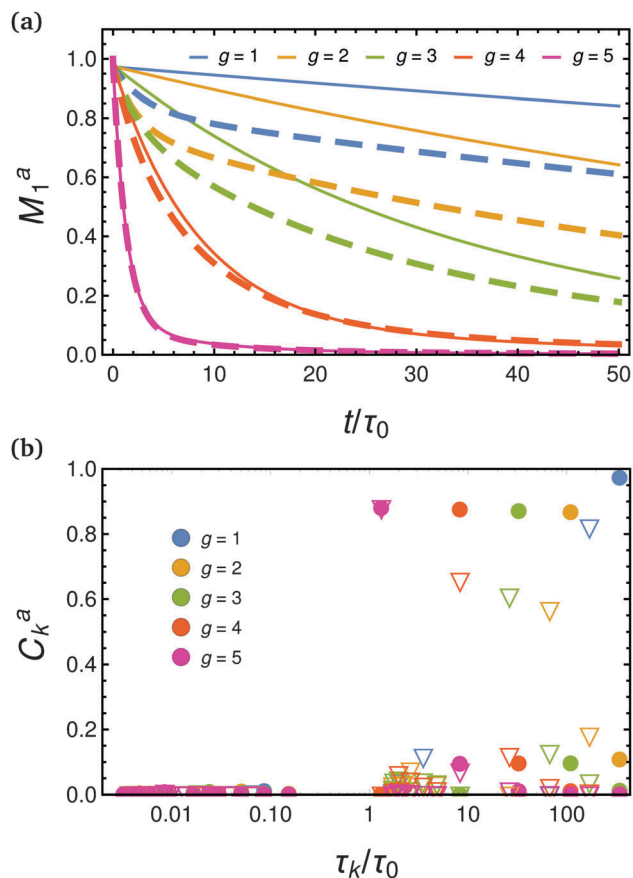 (a)
g = 1 g = 2 g = 3 g = 4 g = 5
1.0
0.8
0.6
0.4
0.2
0.0
M₁ᵃ
0 10 20 30 40 50
t/τ₀
(b)
1.0
0.8
0.6
0.4
0.2
0.0
Cₖᵃ
g = 1
g = 2
g = 3
g = 4
g = 5
0.01 0.10 1 10 100
τₖ/τ₀